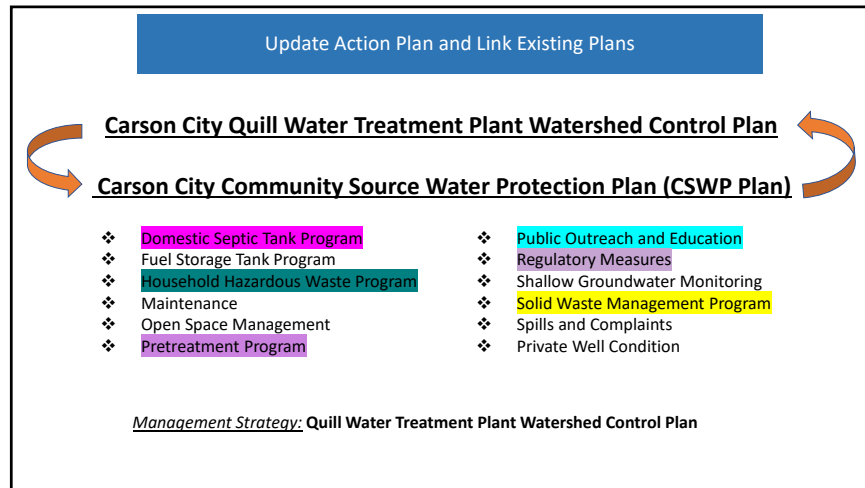 Update Action Plan and Link Existing Plans
Carson City Quill Water Treatment Plant Watershed Control Plan
Carson City Community Source Water Protection Plan (CSWP Plan)
❖ Domestic Septic Tank Program
❖ Fuel Storage Tank Program
❖ Household Hazardous Waste Program
❖ Maintenance
❖ Open Space Management
❖ Pretreatment Program
❖ Public Outreach and Education
❖ Regulatory Measures
❖ Shallow Groundwater Monitoring
❖ Solid Waste Management Program
❖ Spills and Complaints
❖ Private Well Condition
Management Strategy: Quill Water Treatment Plant Watershed Control Plan